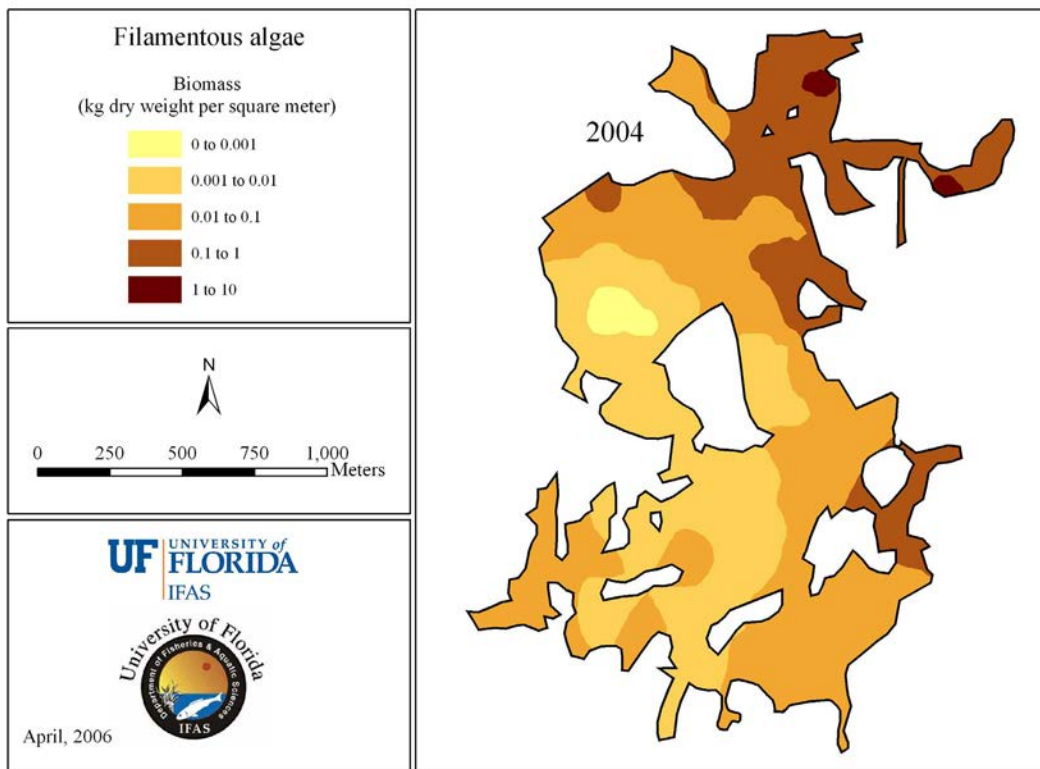 Filamentous algae
Biomass
(kg dry weight per square meter)
0 to 0.001
0.001 to 0.01
0.01 to 0.1
0.1 to 1
1 to 10
N
0 250 500 750 1,000
Meters
UF UNIVERSITY of
FLORIDA
IFAS
University of Florida
Department of Fisheries & Aquatic Sciences
IFAS
April, 2006
2004